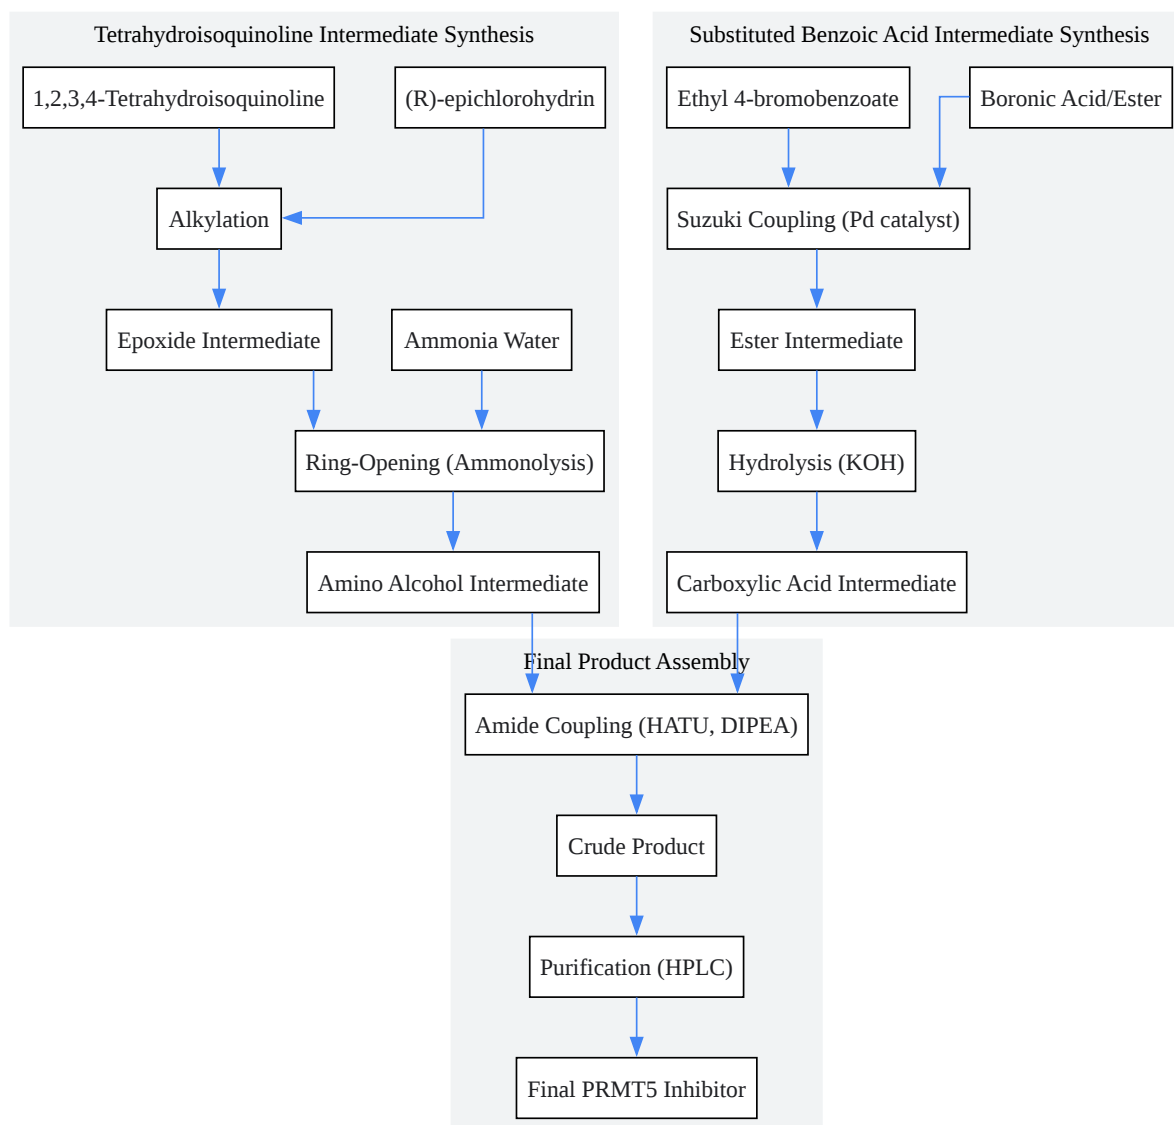 Tetrahydroisoquinoline Intermediate Synthesis
1,2,3,4-Tetrahydroisoquinoline
(R)-epichlorohydrin
Alkylation
Epoxide Intermediate
Ammonia Water
Ring-Opening (Ammonolysis)
Amino Alcohol Intermediate
Substituted Benzoic Acid Intermediate Synthesis
Ethyl 4-bromobenzoate
Boronic Acid/Ester
Suzuki Coupling (Pd catalyst)
Ester Intermediate
Hydrolysis (KOH)
Carboxylic Acid Intermediate
Final Product Assembly
Amide Coupling (HATU, DIPEA)
Crude Product
Purification (HPLC)
Final PRMT5 Inhibitor